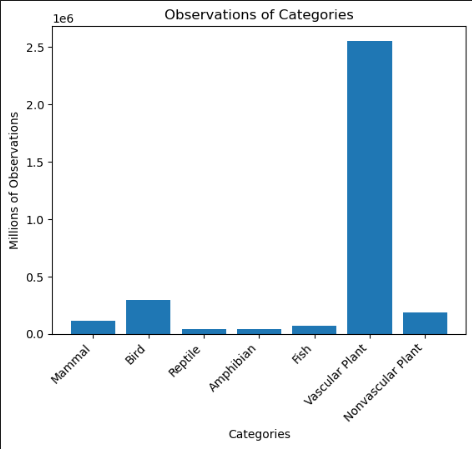 Observations of Categories
1e6
2.5
2.0
1.5
1.0
0.5
0.0
Millions of Observations
Mammal
Bird
Reptile
Amphibian
Fish
Vascular Plant
Nonvascular Plant
Categories